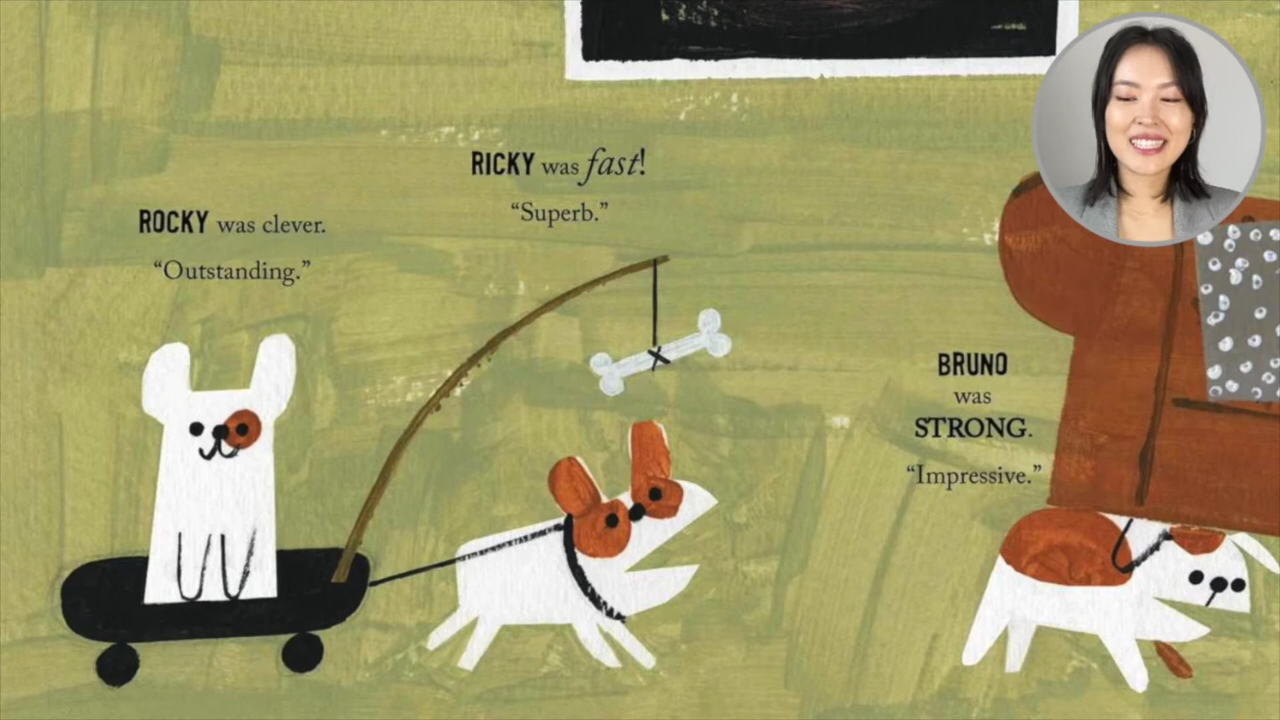 ROCKY was clever.
“Outstanding.”
RICKY was fast!
“Superb.”
BRUNO
was
STRONG.
“Impressive.”